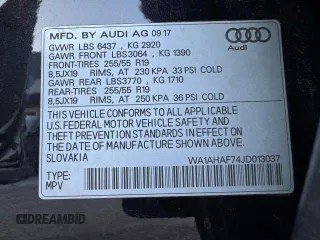 MFD. BY AUDI AG 09 17
GVWR LBS 6437 , KG 2920
GAWR FRONT LBS3064 , KG 1390
FRONT-TIRES 255/55 R19
8,5JX19 RIMS, AT 230 KPA 33 PSI COLD
GAWR REAR LBS3770 , KG 1710
REAR-TIRES 255/55 R19
8,5JX19 RIMS, AT 250 KPA 36 PSI COLD
Audi
THIS VEHICLE CONFORMS TO ALL APPLICABLE
U.S. FEDERAL MOTOR VEHICLE SAFETY AND
THEFT PREVENTION STANDARDS IN EFFECT ON
THE DATE OF MANUFACTURE SHOWN ABOVE.
SLOVAKIA
WA1AHAF74JD013037
TYPE:
MPV
DREAMBID